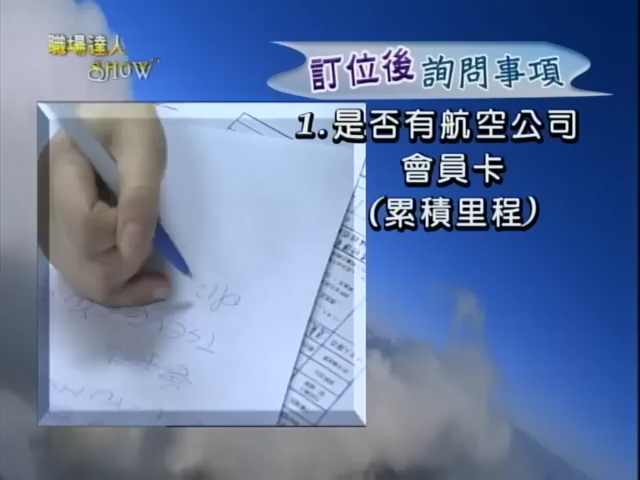 職場達人
SHOW
訂位後 詢問事項
1.是否有航空公司
會員卡
(累積里程)